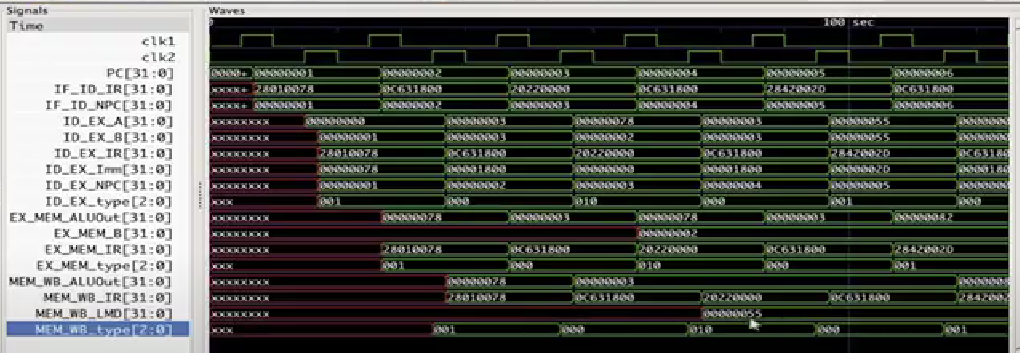 Signals
Waves
Time
100 sec
clk1
clk2
PC[31:0] 0000+ 00000001 00000002 00000003 00000004 00000005 00000006
IF_ID_IR[31:0] xxxx+ 28010078 0C631800 20220000 0C631800 2842002D 0C631800
IF_ID_NPC[31:0] xxxx+ 00000001 00000002 00000003 00000004 00000005 00000006
ID_EX_A[31:0] xxxxxxxx 00000000 00000003 00000078 00000003 00000055
ID_EX_B[31:0] xxxxxxxx 00000001 00000003 00000002 00000003 00000055
ID_EX_IR[31:0] xxxxxxxx 28010078 0C631800 20220000 0C631800 2842002D 0C6318
ID_EX_Imm[31:0] xxxxxxxx 00000078 00001800 00000000 00001800 0000002D 000018
ID_EX_NPC[31:0] xxxxxxxx 00000001 00000002 00000003 00000004 00000005 000000
ID_EX_type[2:0] xxx 001 000 010 000 001 000
EX_MEM_ALUOut[31:0] xxxxxxxx 00000078 00000003 00000078 00000003 00000082
EX_MEM_B[31:0] xxxxxxxx 00000002
EX_MEM_IR[31:0] xxxxxxxx 28010078 0C631800 20220000 0C631800 2842002D
EX_MEM_type[2:0] xxx 001 000 010 000 001
MEM_WB_ALUOut[31:0] xxxxxxxx 00000078 00000003
MEM_WB_IR[31:0] xxxxxxxx 28010078 0C631800 20220000 0C631800 284200
MEM_WB_LMD[31:0] xxxxxxxx 00000055
MEM_WB_type[2:0] xxx 001 000 010 000 001